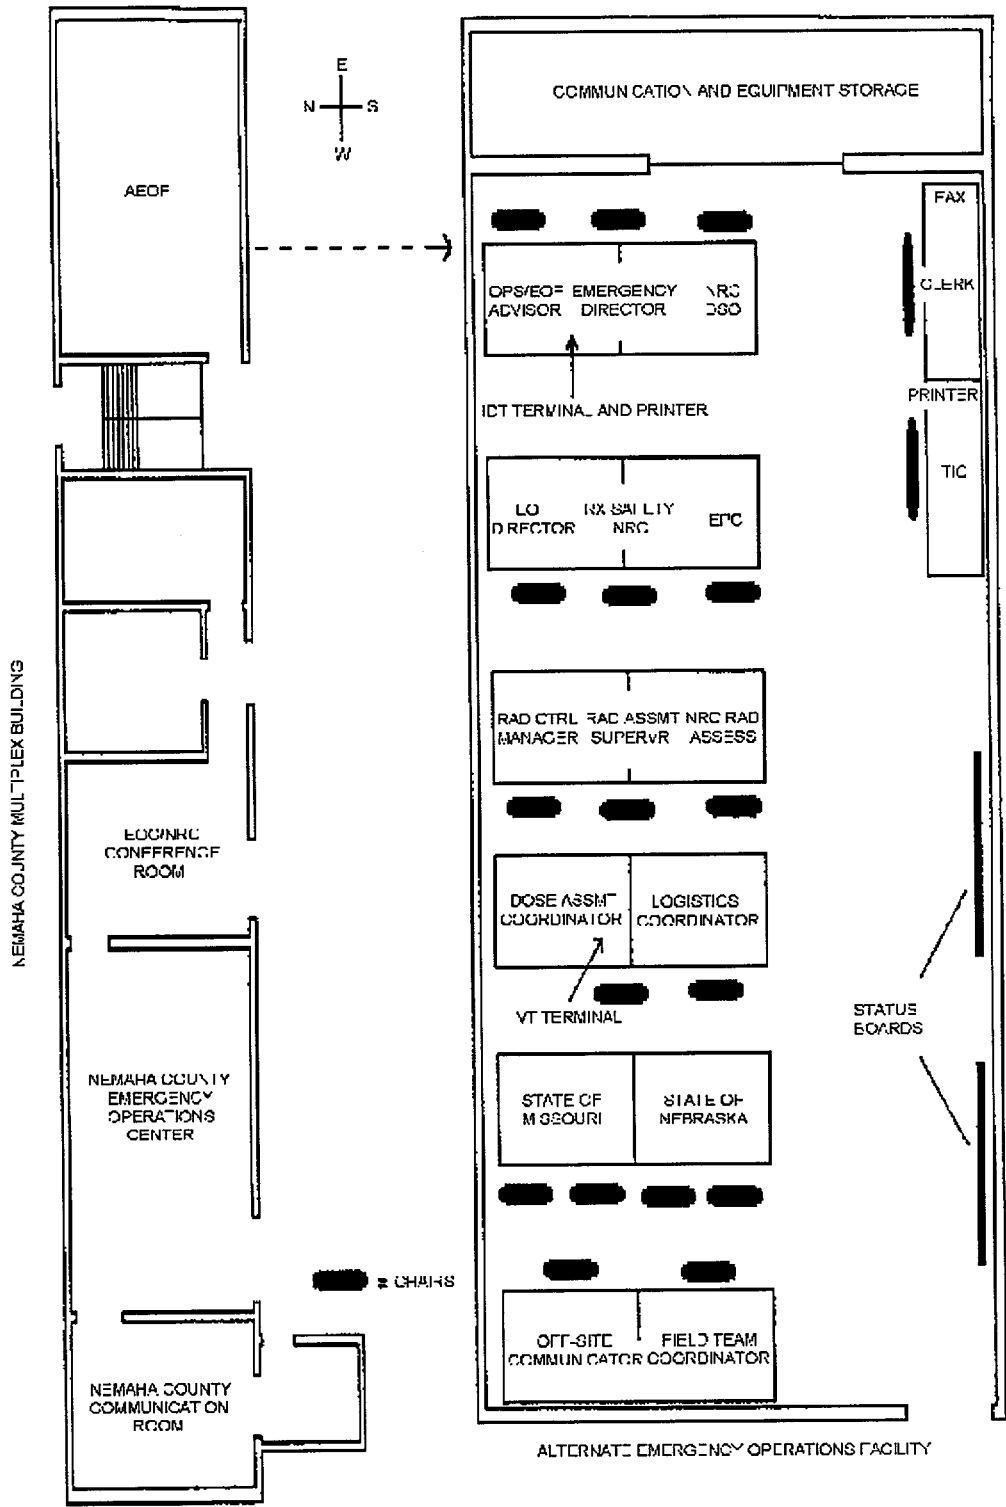 E
N S
W
AEOF
NEMAHA COUNTY MULTIPLEX BUILDING
EOC/NRC
CONFERENCE
ROOM
NEMAHA COUNTY
EMERGENCY
OPERATIONS
CENTER
= CHAIRS
NEMAHA COUNTY
COMMUNICATION
ROOM
COMMUNICATION AND EQUIPMENT STORAGE
FAX
CLERK
PRINTER
TIC
OPS/EOF
ADVISOR
EMERGENCY
DIRECTOR
NRC
DSO
TERMINAL AND PRINTER
DIRECTOR
RX SAFETY
NRC
RAD CTRL
MANAGER
RAD ASSMT
SUPERVR
NRC RAD
ASSESS
DOSE ASSMT
COORDINATOR
LOGISTICS
COORDINATOR
VT TERMINAL
STATUS
BOARDS
STATE OF
MISSOURI
STATE OF
NEBRASKA
OFF-SITE
COMMUNICATOR
FIELD TEAM
COORDINATOR
ALTERNATE EMERGENCY OPERATIONS FACILITY